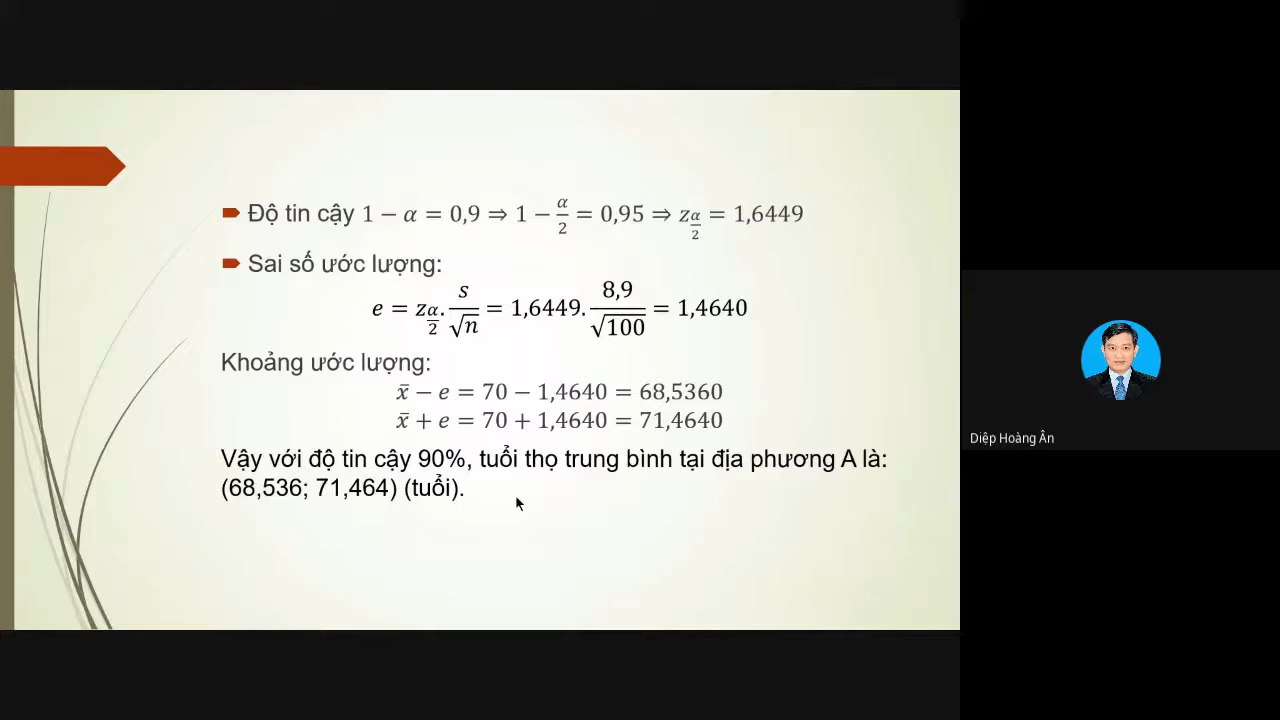 Độ tin cậy 1 − α = 0,9 ⇒ 1 − α/2 = 0,95 ⇒ z_{α/2} = 1,6449
Sai số ước lượng:
e = z_{α/2}. s/√n = 1,6449. 8,9/√100 = 1,4640
Khoảng ước lượng:
x̄ − e = 70 − 1,4640 = 68,5360
x̄ + e = 70 + 1,4640 = 71,4640
Vậy với độ tin cậy 90%, tuổi thọ trung bình tại địa phương A là:
(68,536; 71,464) (tuổi).
Diệp Hoàng Ân